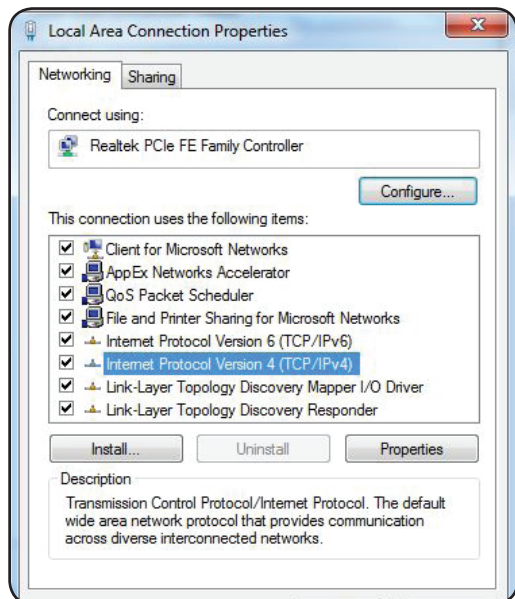 Local Area Connection Properties
Networking Sharing
Connect using:
Realtek PCIe FE Family Controller
Configure...
This connection uses the following items:
Client for Microsoft Networks
AppEx Networks Accelerator
QoS Packet Scheduler
File and Printer Sharing for Microsoft Networks
Internet Protocol Version 6 (TCP/IPv6)
Internet Protocol Version 4 (TCP/IPv4)
Link-Layer Topology Discovery Mapper I/O Driver
Link-Layer Topology Discovery Responder
Install... Uninstall Properties
Description
Transmission Control Protocol/Internet Protocol. The default
wide area network protocol that provides communication
across diverse interconnected networks.